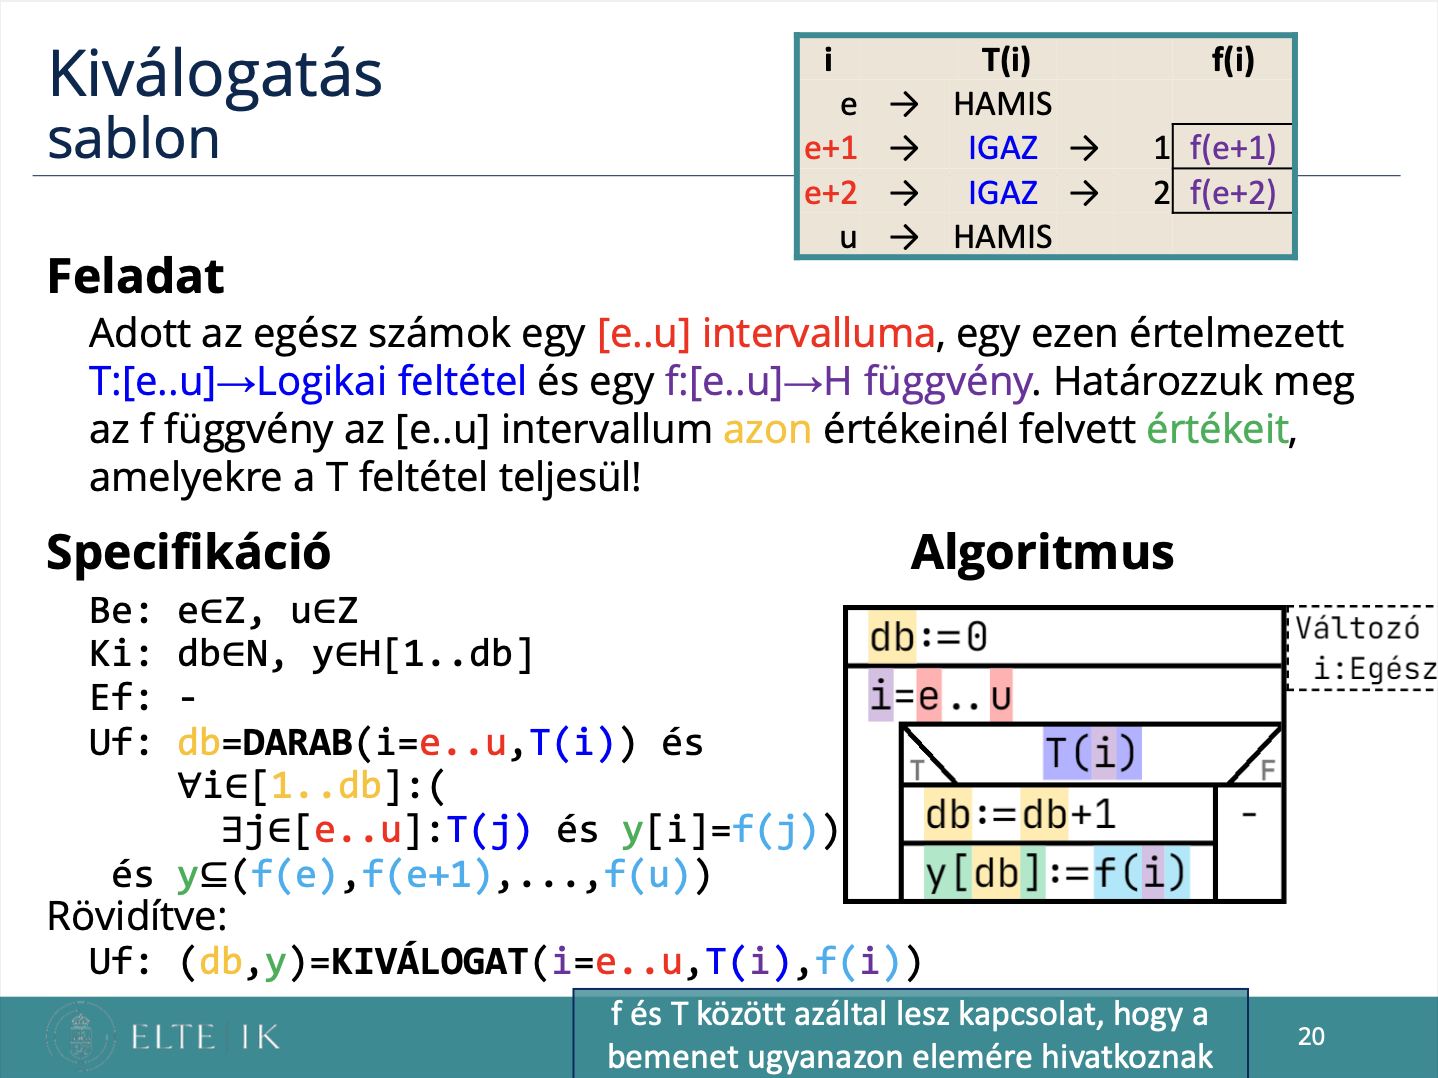 Kiválogatás
sablon
i T(i) f(i)
e → HAMIS
e+1 → IGAZ → 1 f(e+1)
e+2 → IGAZ → 2 f(e+2)
u → HAMIS
Feladat
Adott az egész számok egy [e..u] intervalluma, egy ezen értelmezett
T:[e..u]→Logikai feltétel és egy f:[e..u]→H függvény. Határozzuk meg
az f függvény az [e..u] intervallum azon értékeinél felvett értékeit,
amelyekre a T feltétel teljesül!
Specifikáció
Be: e∈Z, u∈Z
Ki: db∈N, y∈H[1..db]
Ef: -
Uf: db=DARAB(i=e..u,T(i)) és
∀i∈[1..db]:(
∃j∈[e..u]:T(j) és y[i]=f(j))
és y⊆(f(e),f(e+1),...,f(u))
Rövidítve:
Uf: (db,y)=KIVÁLOGAT(i=e..u,T(i),f(i))
Algoritmus
db:=0
i=e..u
T T(i) F
db:=db+1 -
y[db]:=f(i)
Változó
i:Egész
ELTE | IK
f és T között azáltal lesz kapcsolat, hogy a
bemenet ugyanazon elemére hivatkoznak
20